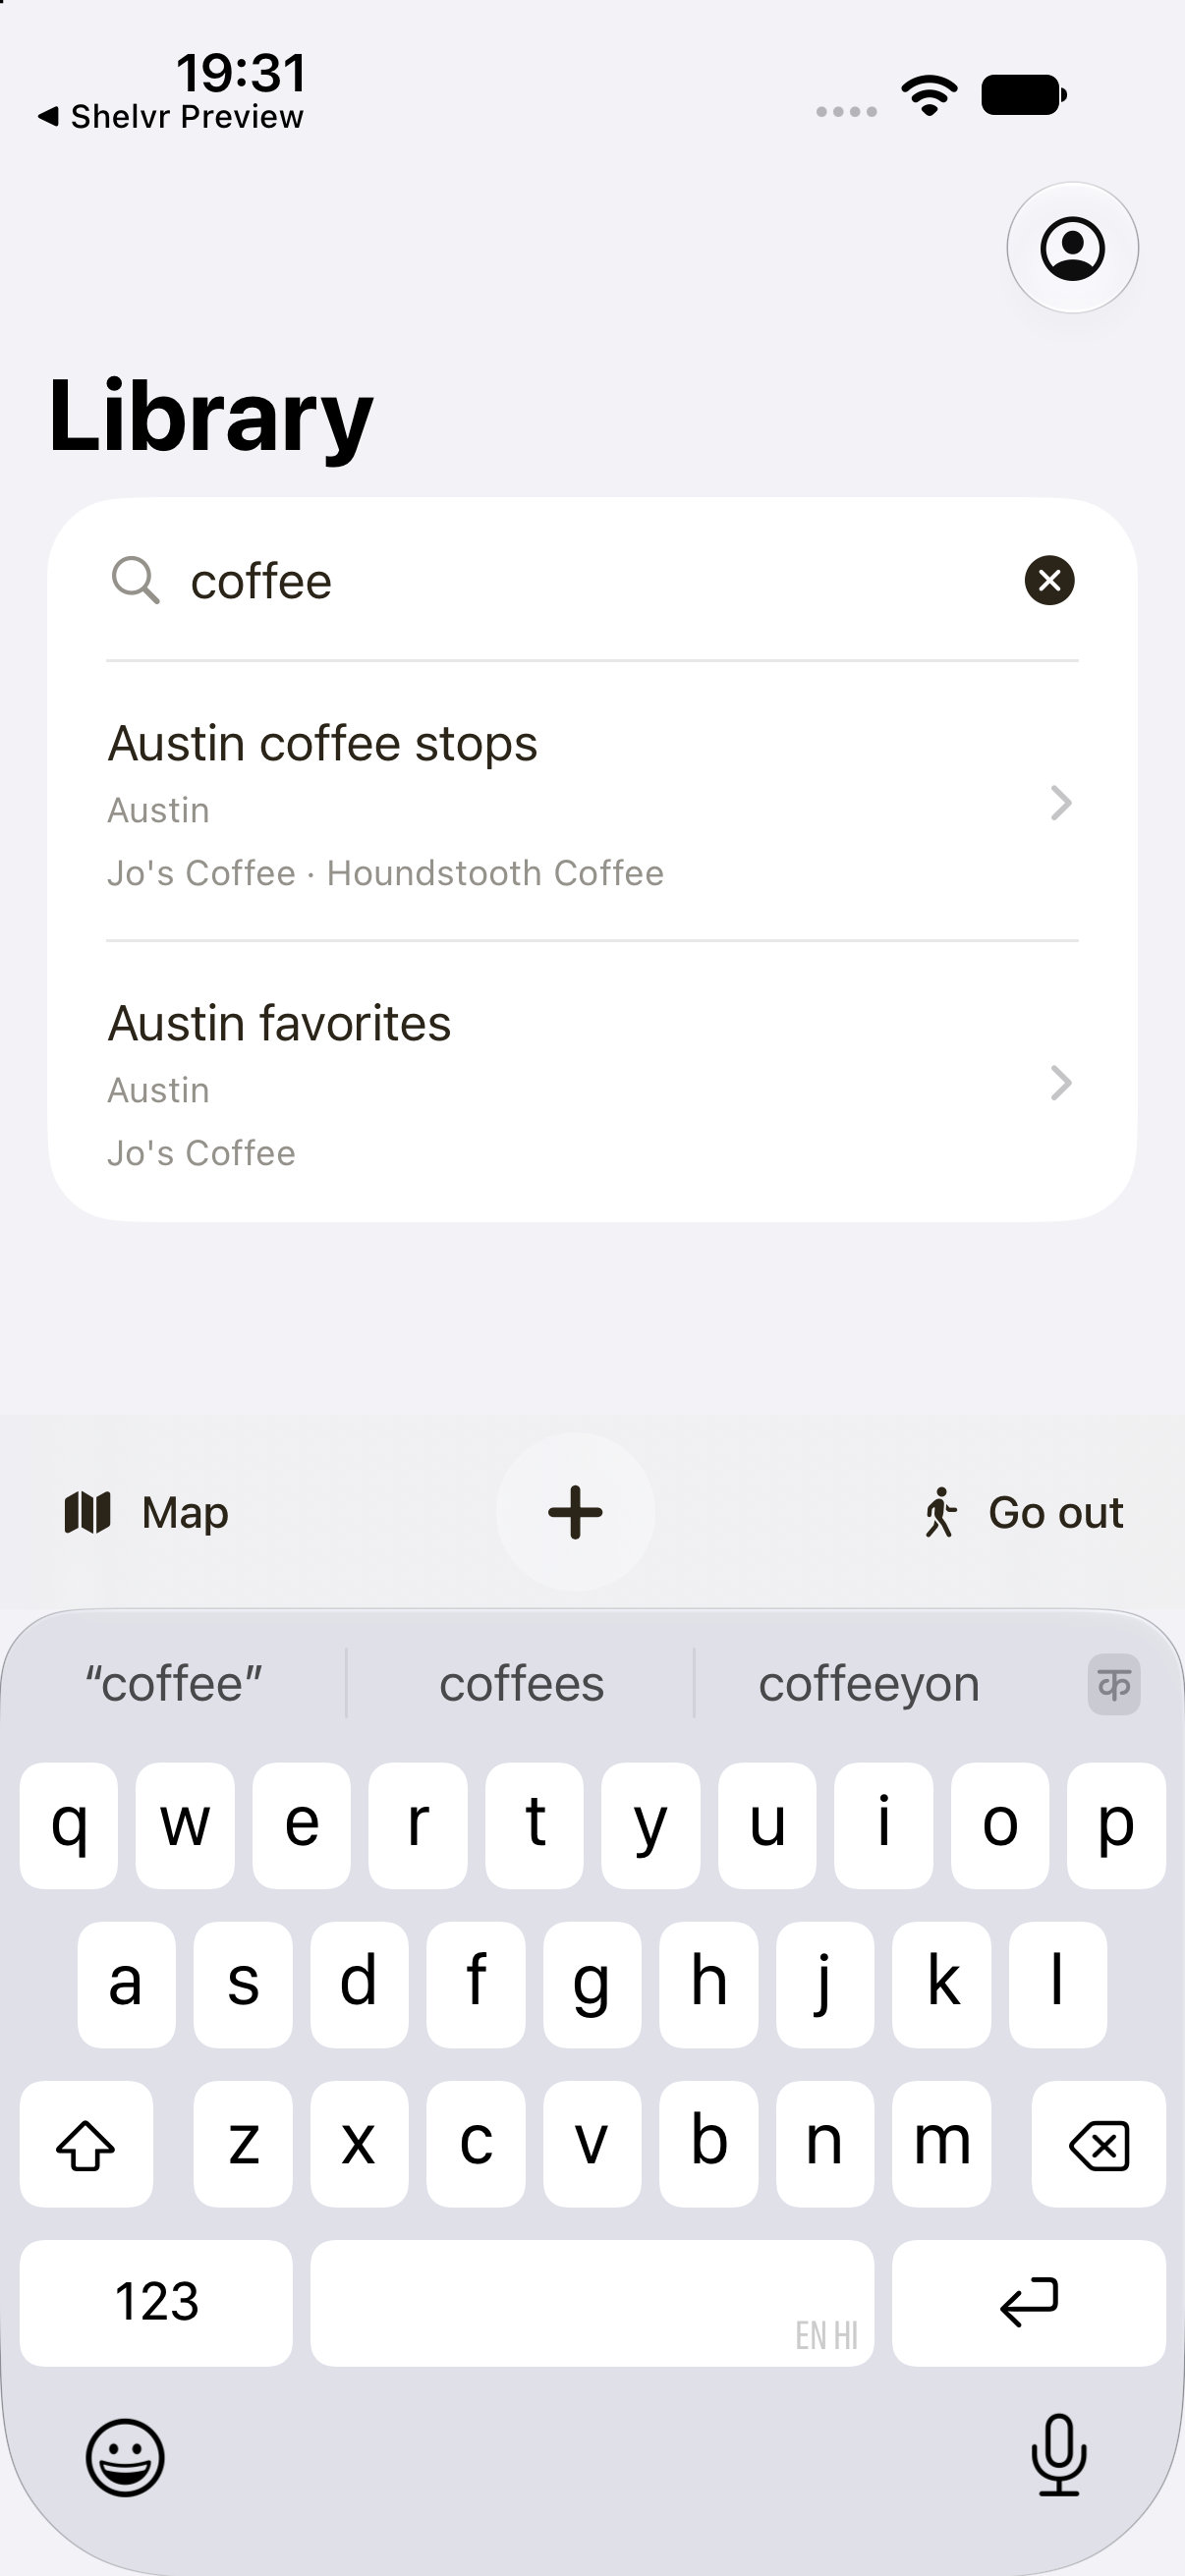 19:31
Shelvr Preview
Library
coffee
Austin coffee stops
Austin
Jo's Coffee · Houndstooth Coffee
Austin favorites
Austin
Jo's Coffee
Map
Go out
“coffee” coffees coffeeyon क
q w e r t y u i o p
a s d f g h j k l
z x c v b n m
123
EN HI